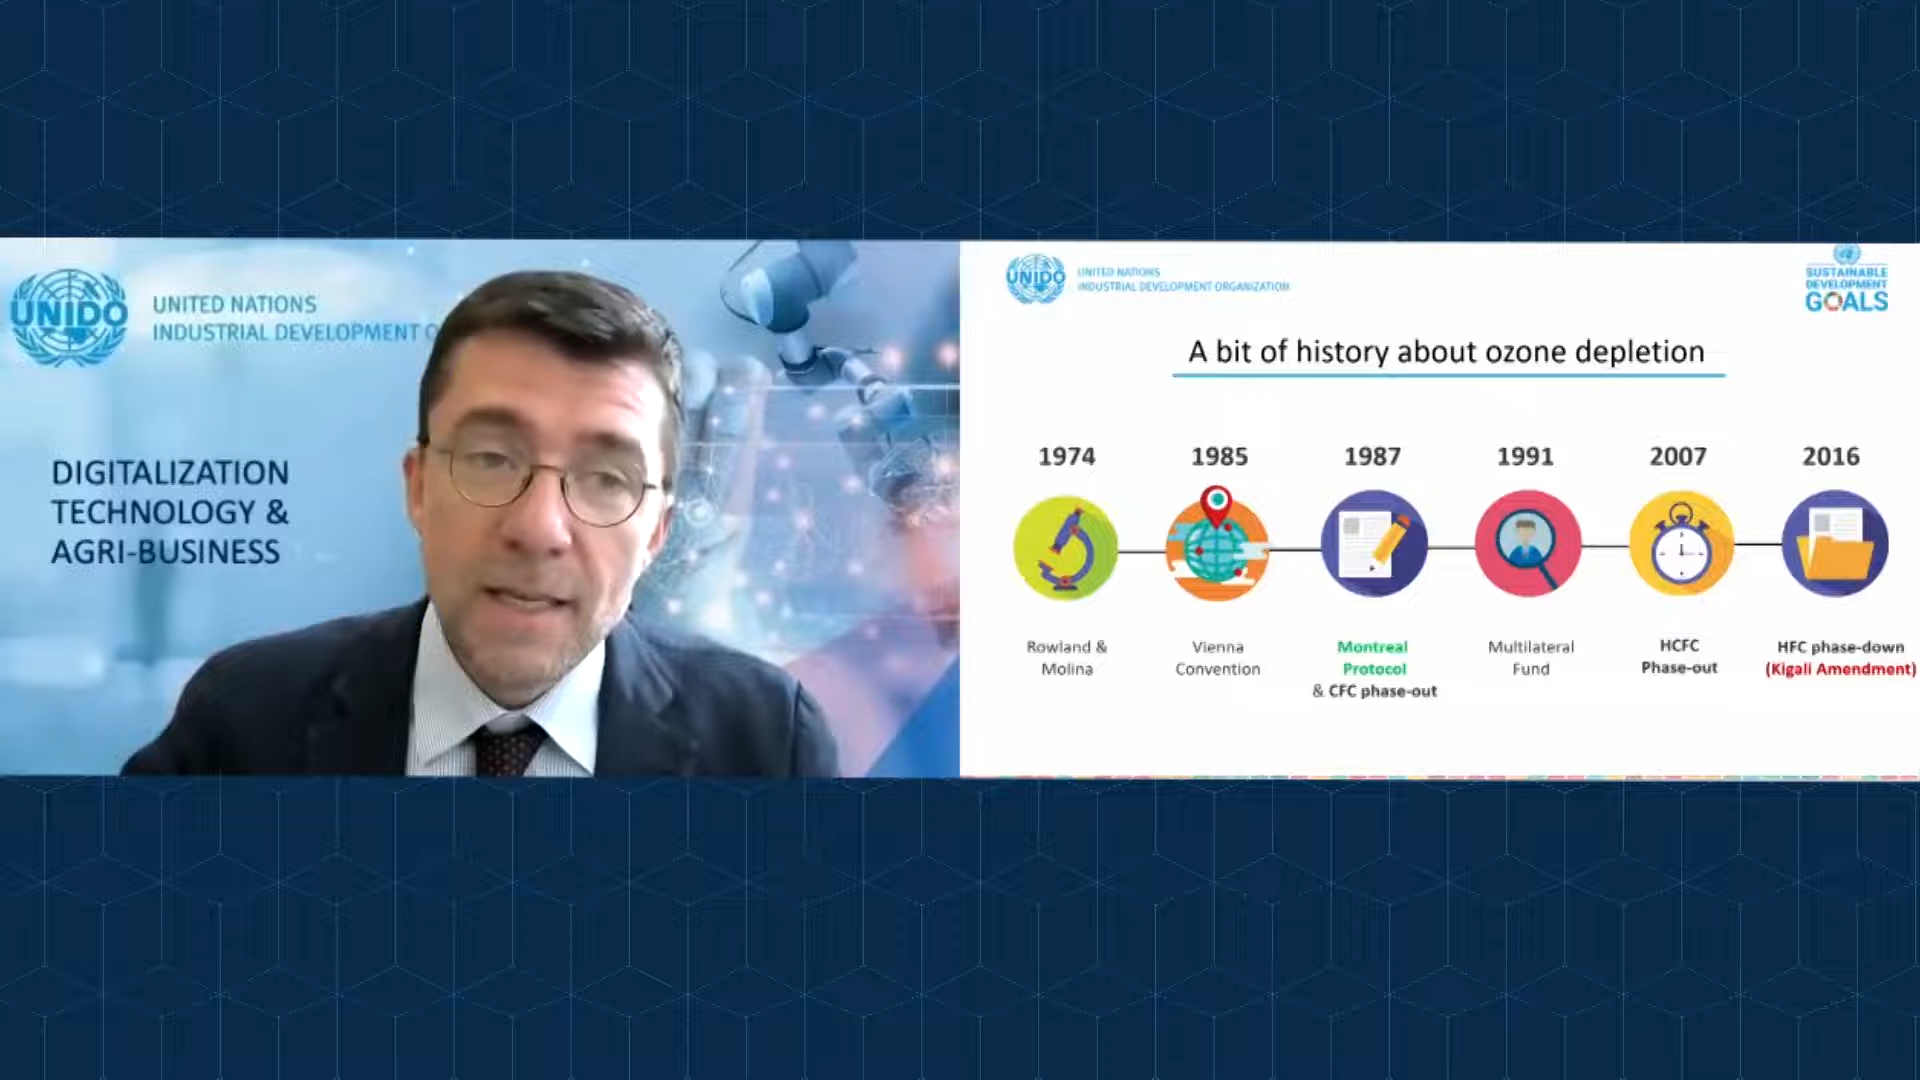 UNIDO
UNITED NATIONS
INDUSTRIAL DEVELOPMENT O
DIGITALIZATION
TECHNOLOGY &
AGRI-BUSINESS
UNIDO
UNITED NATIONS
INDUSTRIAL DEVELOPMENT ORGANIZATION
SUSTAINABLE
DEVELOPMENT
GOALS
A bit of history about ozone depletion
1974
1985
1987
1991
2007
2016
Rowland &
Molina
Vienna
Convention
Montreal
Protocol
& CFC phase-out
Multilateral
Fund
HCFC
Phase-out
HFC phase-down
(Kigali Amendment)